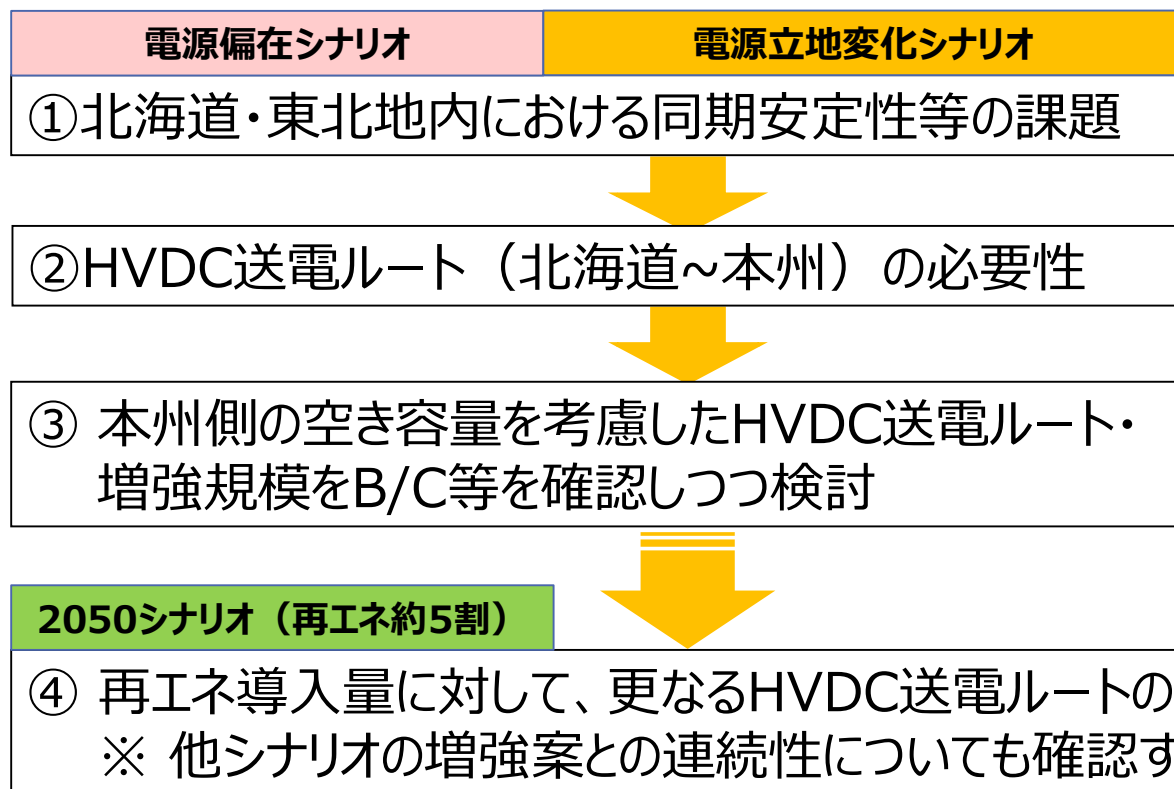 電源偏在シナリオ
電源立地変化シナリオ
①北海道・東北地内における同期安定性等の課題
②HVDC送電ルート（北海道~本州）の必要性
③ 本州側の空き容量を考慮したHVDC送電ルート・
増強規模をB/C等を確認しつつ検討
2050シナリオ（再エネ約5割）
④ 再エネ導入量に対して、更なるHVDC送電ルートの
※ 他シナリオの増強案との連続性についても確認す